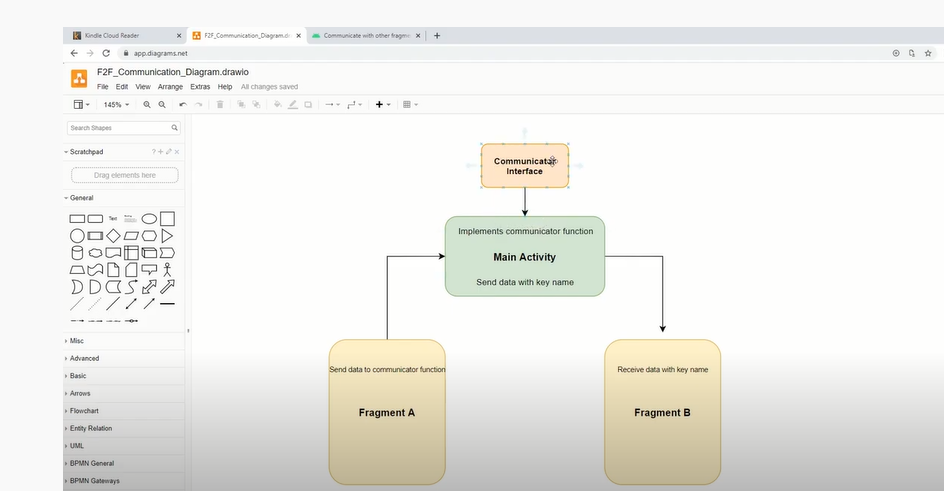 Kindle Cloud Reader
F2F_Communication_Diagram.dr
Communicate with other fragme
app.diagrams.net
F2F_Communication_Diagram.drawio
File Edit View Arrange Extras Help All changes saved
145%
Search Shapes
Scratchpad
Drag elements here
General
Text
Misc
Advanced
Basic
Arrows
Flowchart
Entity Relation
UML
BPMN General
BPMN Gateways
Communicator
Interface
Implements communicator function
Main Activity
Send data with key name
Send data to communicator function
Fragment A
Receive data with key name
Fragment B